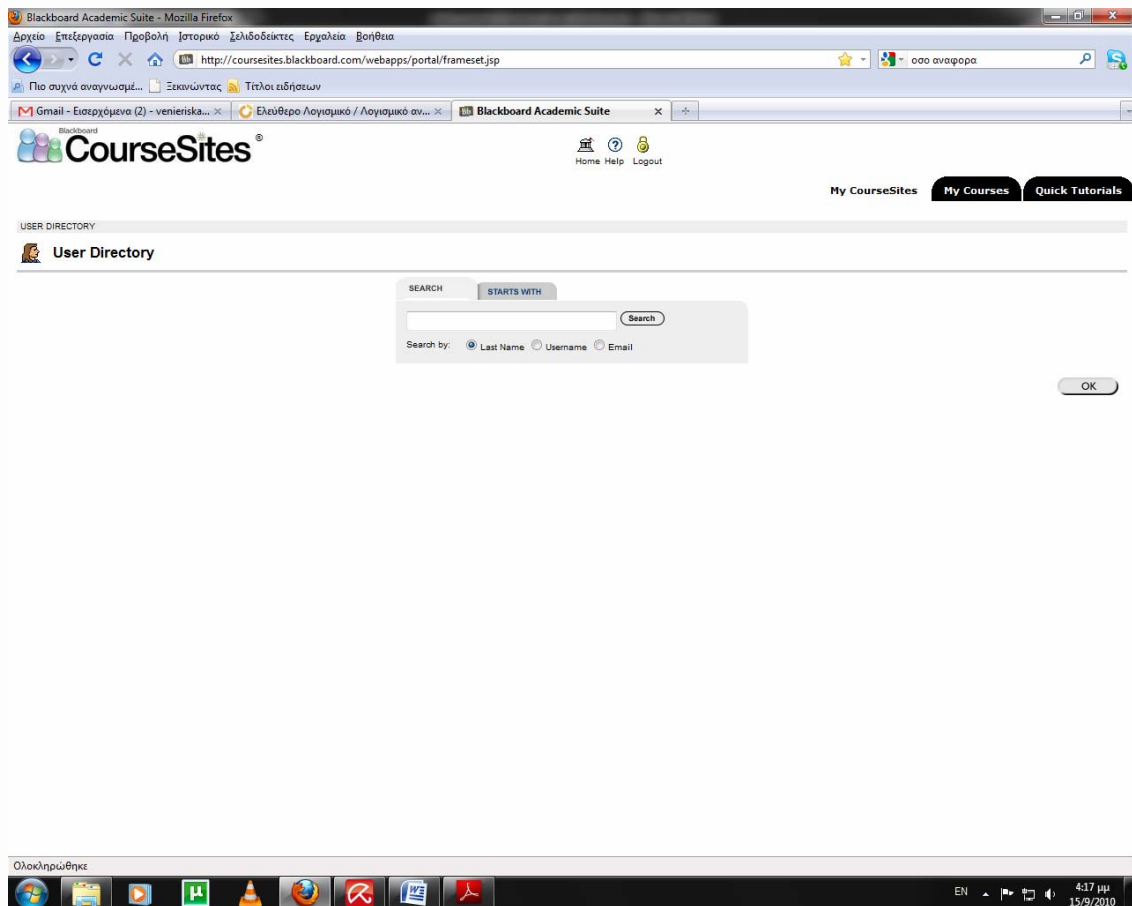 Blackboard Academic Suite - Mozilla Firefox
Αρχείο Επεξεργασία Προβολή Ιστορικό Σελιδοδείκτες Εργαλεία Βοήθεια
http://coursesites.blackboard.com/webapps/portal/frameset.jsp οσο αναφορα
Πιο συχνά αναγνωσμέ... Ξεκινώντας Τίτλοι ειδήσεων
Gmail - Εισερχόμενα (2) - venieriska... Ελεύθερο Λογισμικό / Λογισμικό αν... Blackboard Academic Suite
Blackboard
CourseSites®
Home Help Logout
My CourseSites My Courses Quick Tutorials
USER DIRECTORY
User Directory
SEARCH STARTS WITH
Search
Search by: Last Name Username Email
OK
Ολοκληρώθηκε
EN 4:17 μμ
15/9/2010